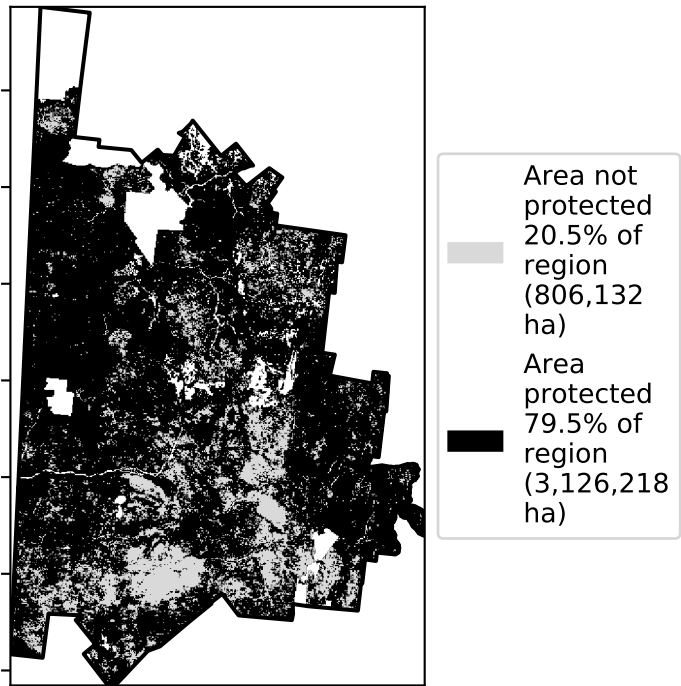 Area not
protected
20.5% of
region
(806,132
ha)
Area
protected
79.5% of
region
(3,126,218
ha)